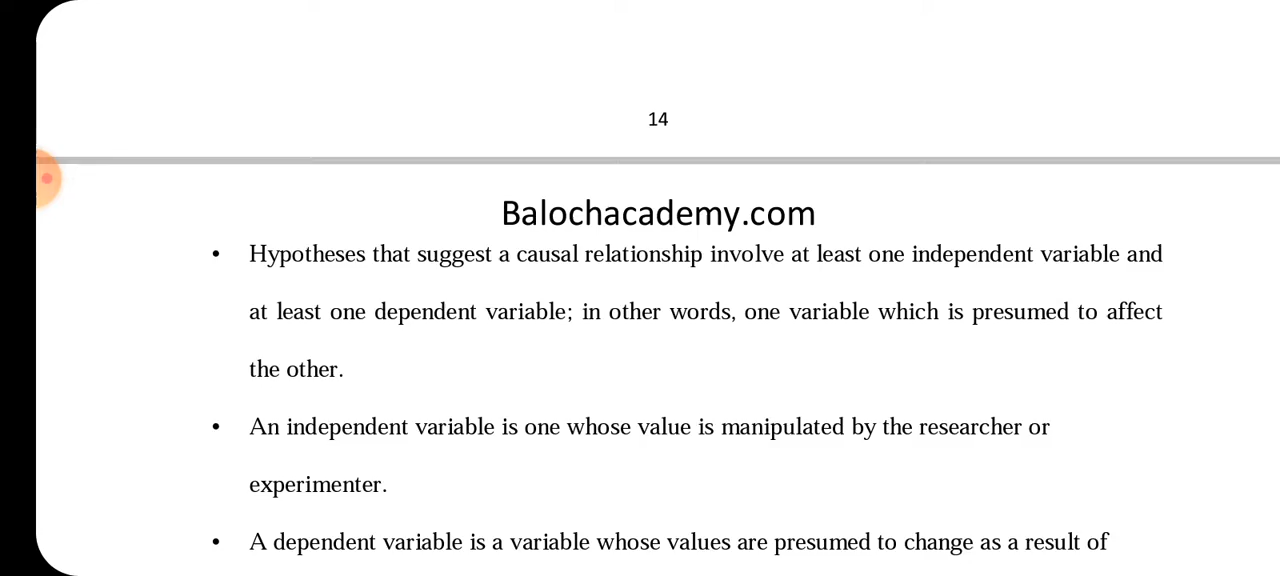 14
Balochacademy.com
• Hypotheses that suggest a causal relationship involve at least one independent variable and
at least one dependent variable; in other words, one variable which is presumed to affect
the other.
• An independent variable is one whose value is manipulated by the researcher or
experimenter.
• A dependent variable is a variable whose values are presumed to change as a result of